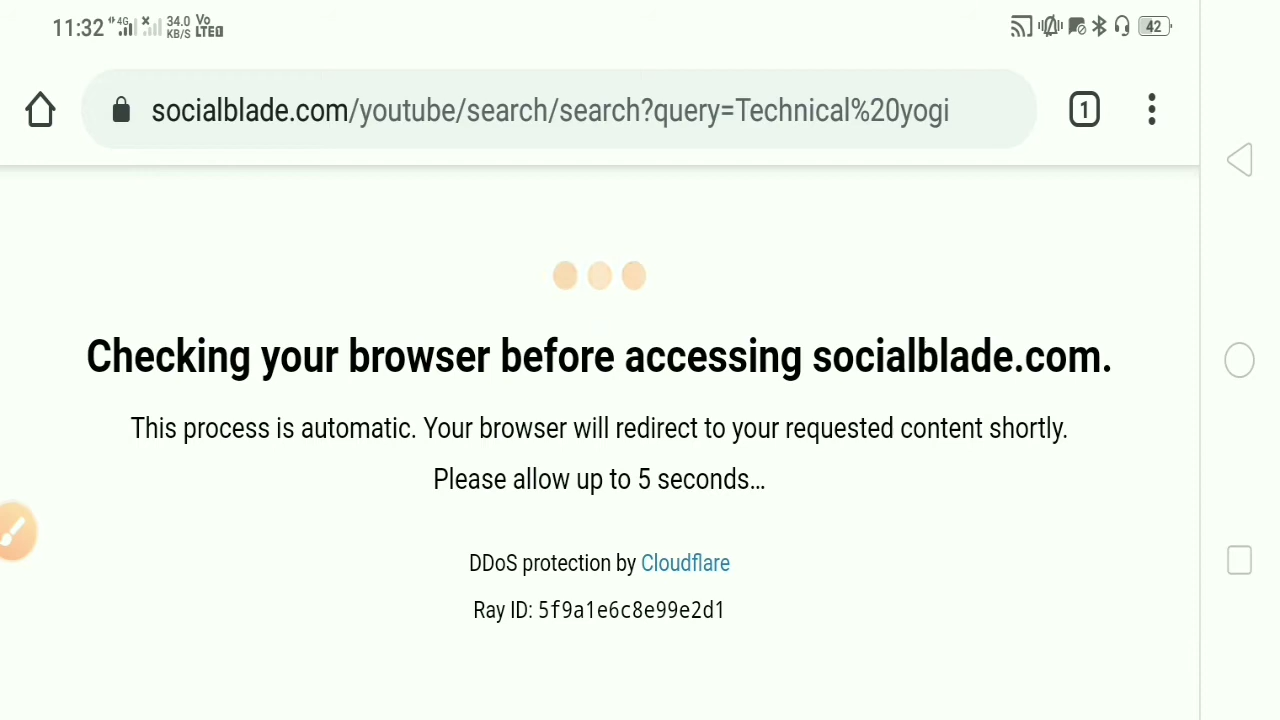 11:32 4G 34.0 KB/S Vo LTE 42
socialblade.com/youtube/search/search?query=Technical%20yogi 1
Checking your browser before accessing socialblade.com.
This process is automatic. Your browser will redirect to your requested content shortly.
Please allow up to 5 seconds…
DDoS protection by Cloudflare
Ray ID: 5f9a1e6c8e99e2d1